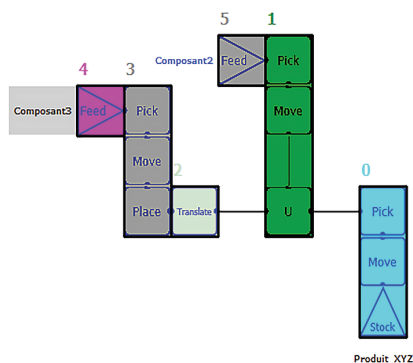 5
1
Composant2
Feed
Pick
4
3
Composant3
Feed
Pick
Move
Move
2
0
Place
Translate
U
Pick
Move
Stock
Produit XYZ